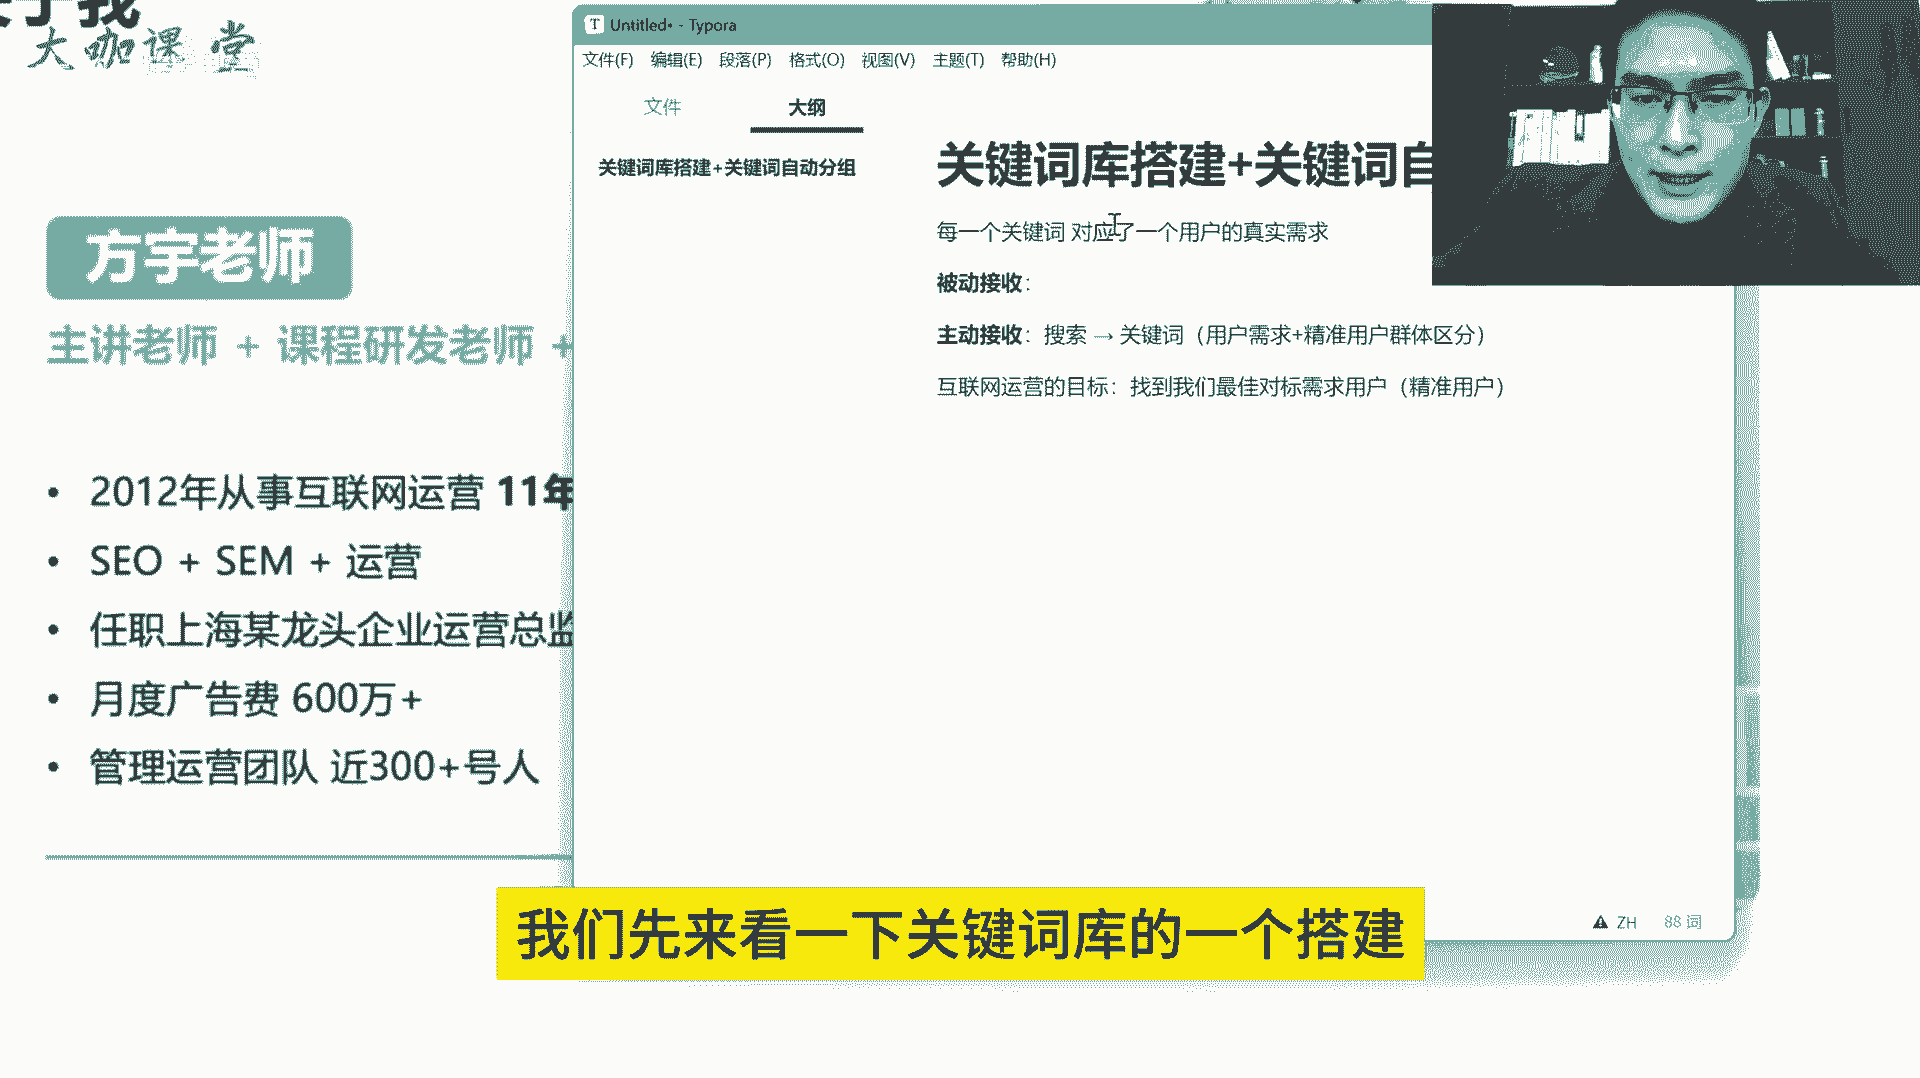 大咖课堂
方宇老师
主讲老师 + 课程研发老师 +
• 2012年从事互联网运营 11年
• SEO + SEM + 运营
• 任职上海某龙头企业运营总监
• 月度广告费 600万+
• 管理运营团队 近300+号人
T Untitled• - Typora
文件(F) 编辑(E) 段落(P) 格式(O) 视图(V) 主题(T) 帮助(H)
文件 大纲
关键词库搭建+关键词自动分组
关键词库搭建+关键词自
每一个关键词 对应了一个用户的真实需求
被动接收：
主动接收：搜索 → 关键词（用户需求+精准用户群体区分）
互联网运营的目标：找到我们最佳对标需求用户（精准用户）
ZH 88 词
我们先来看一下关键词库的一个搭建